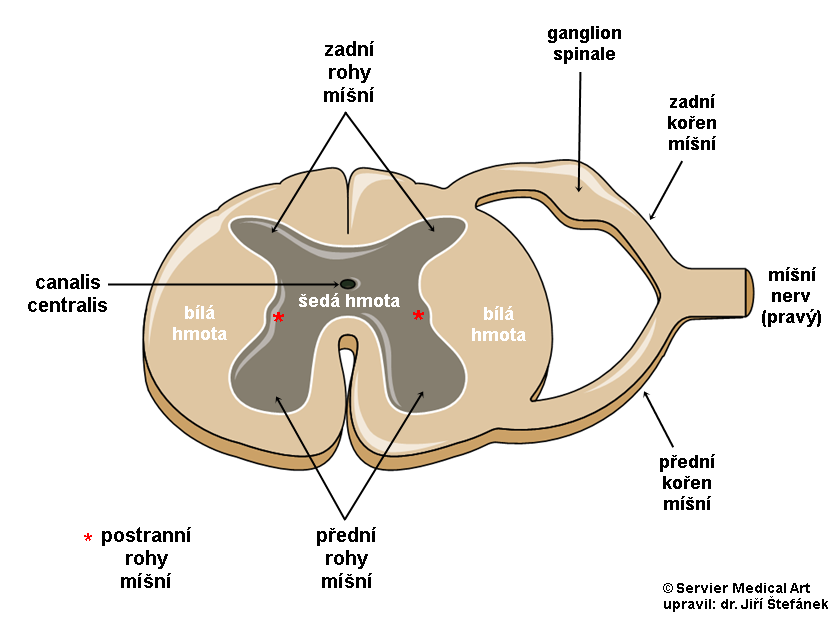 zadní
rohy
míšní
ganglion
spinale
zadní
kořen
míšní
canalis
centralis
šedá hmota
bílá
hmota
bílá
hmota
*
*
míšní
nerv
(pravý)
přední
kořen
míšní
* postranní
rohy
míšní
přední
rohy
míšní
© Servier Medical Art
upravil: dr. Jiří Štefánek